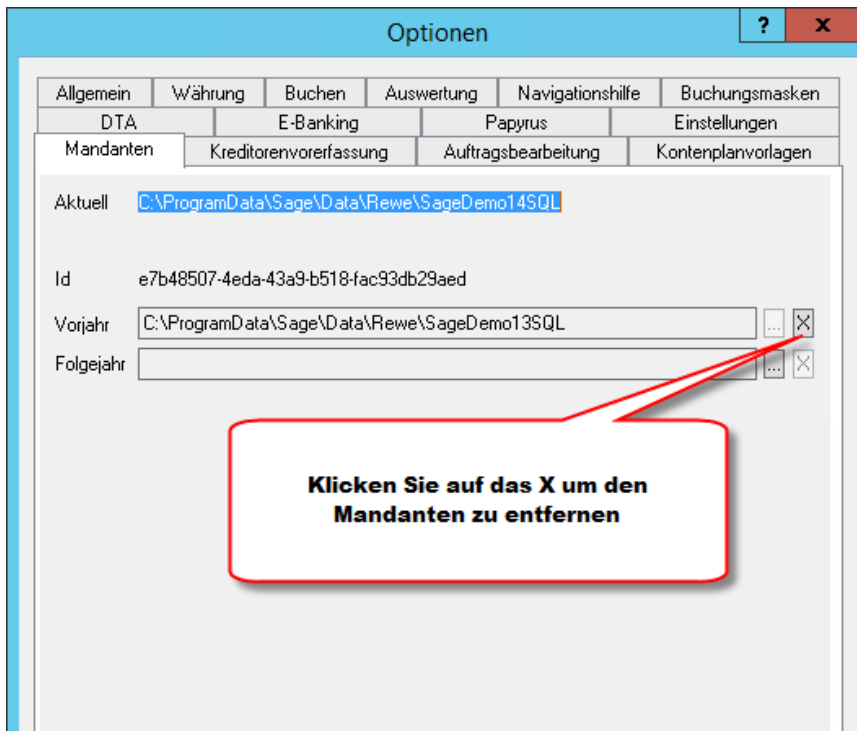 Optionen
? x
Allgemein Währung Buchen Auswertung Navigationshilfe Buchungsmasken
DTA E-Banking Papyrus Einstellungen
Mandanten Kreditorenvorerfassung Auftragsbearbeitung Kontenplanvorlagen
Aktuell C:\ProgramData\Sage\Data\Rewe\SageDemo14SQL
Id e7b48507-4eda-43a9-b518-fac93db29aed
Vorjahr C:\ProgramData\Sage\Data\Rewe\SageDemo13SQL ... X
Folgejahr ... X
Klicken Sie auf das X um den
Mandanten zu entfernen